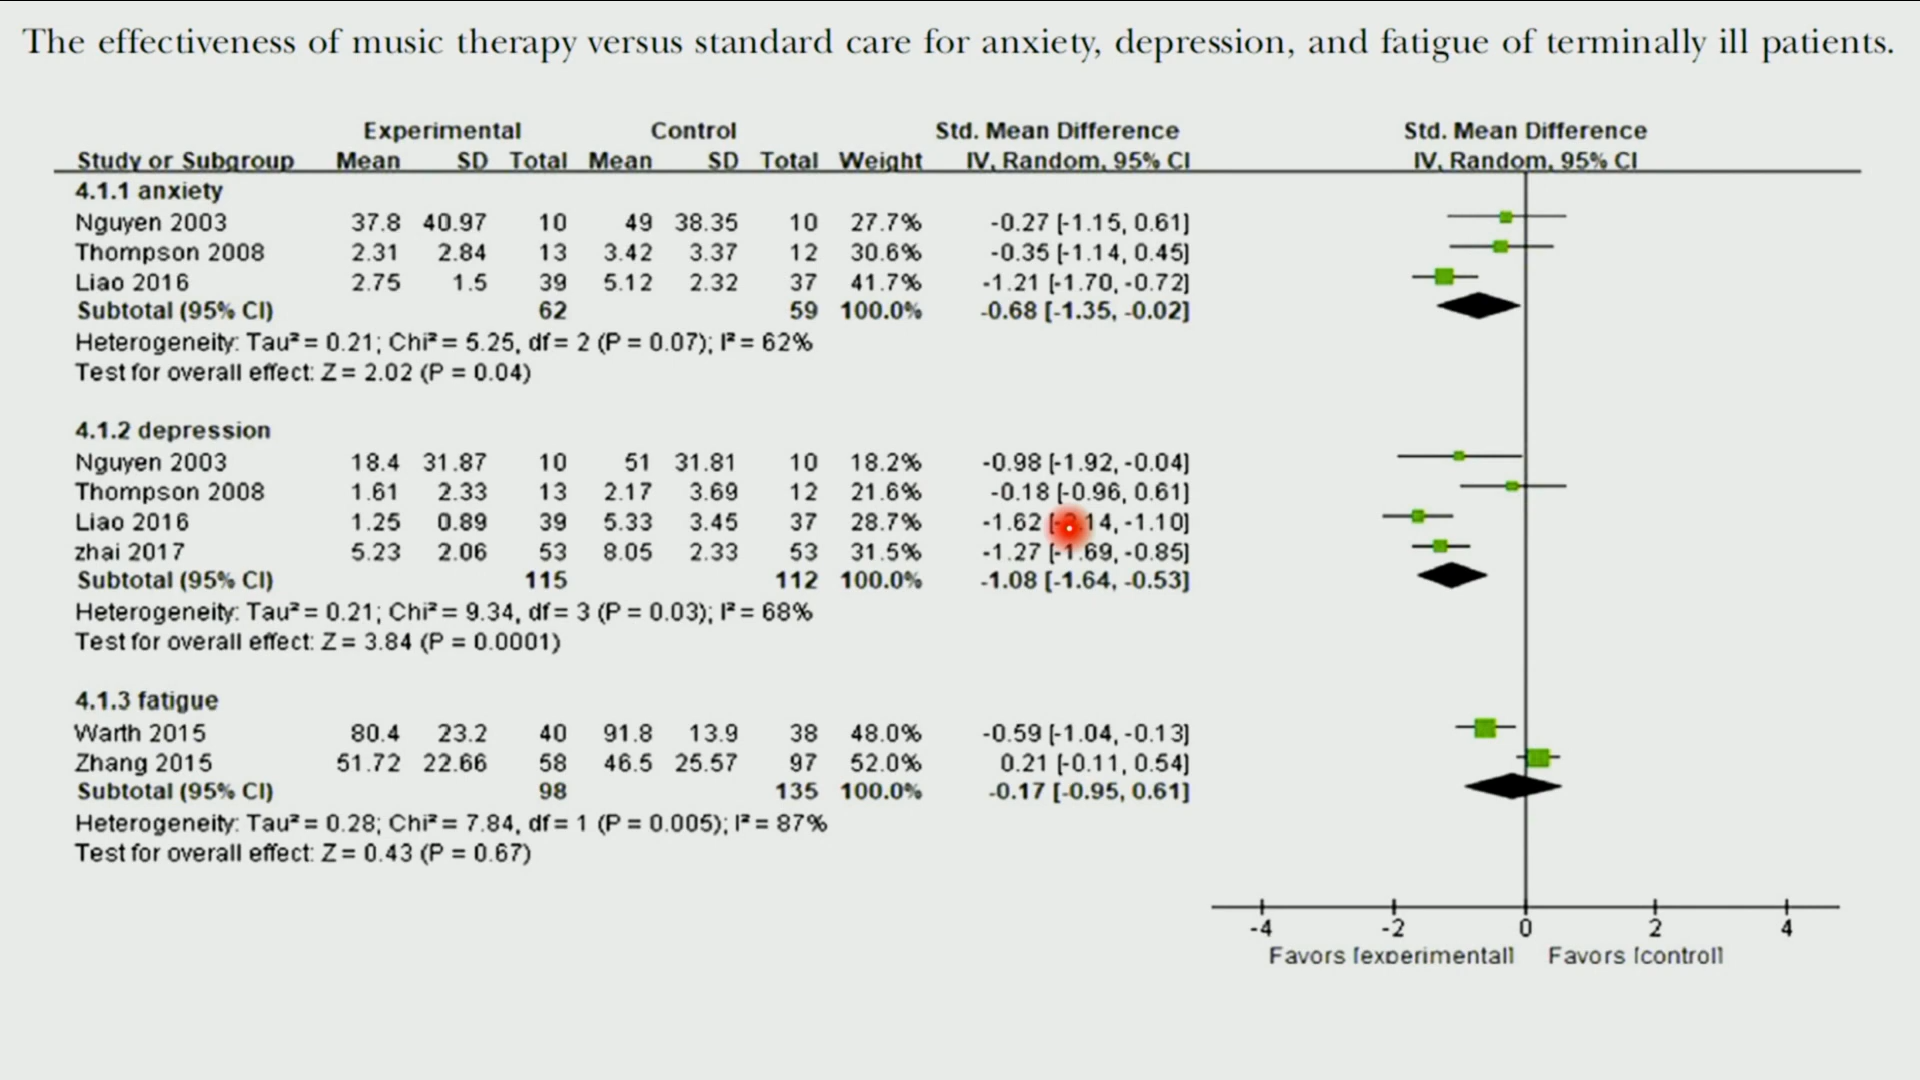 The effectiveness of music therapy versus standard care for anxiety, depression, and fatigue of terminally ill patients.
Experimental Control Std. Mean Difference Std. Mean Difference
Study or Subgroup Mean SD Total Mean SD Total Weight IV, Random, 95% CI IV, Random, 95% CI
4.1.1 anxiety
Nguyen 2003 37.8 40.97 10 49 38.35 10 27.7% -0.27 [-1.15, 0.61]
Thompson 2008 2.31 2.84 13 3.42 3.37 12 30.6% -0.35 [-1.14, 0.45]
Liao 2016 2.75 1.5 39 5.12 2.32 37 41.7% -1.21 [-1.70, -0.72]
Subtotal (95% CI) 62 59 100.0% -0.68 [-1.35, -0.02]
Heterogeneity: Tau² = 0.21; Chi² = 5.25, df = 2 (P = 0.07); I² = 62%
Test for overall effect: Z = 2.02 (P = 0.04)
4.1.2 depression
Nguyen 2003 18.4 31.87 10 51 31.81 10 18.2% -0.98 [-1.92, -0.04]
Thompson 2008 1.61 2.33 13 2.17 3.69 12 21.6% -0.18 [-0.96, 0.61]
Liao 2016 1.25 0.89 39 5.33 3.45 37 28.7% -1.62 -1.10]
zhai 2017 5.23 2.06 53 8.05 2.33 53 31.5% -1.27 [-1.69, -0.85]
Subtotal (95% CI) 115 112 100.0% -1.08 [-1.64, -0.53]
Heterogeneity: Tau² = 0.21; Chi² = 9.34, df = 3 (P = 0.03); I² = 68%
Test for overall effect: Z = 3.84 (P = 0.0001)
4.1.3 fatigue
Warth 2015 80.4 23.2 40 91.8 13.9 38 48.0% -0.59 [-1.04, -0.13]
Zhang 2015 51.72 22.66 58 46.5 25.57 97 52.0% 0.21 [-0.11, 0.54]
Subtotal (95% CI) 98 135 100.0% -0.17 [-0.95, 0.61]
Heterogeneity: Tau² = 0.28; Chi² = 7.84, df = 1 (P = 0.005); I² = 87%
Test for overall effect: Z = 0.43 (P = 0.67)
-4 -2 0 2 4
Favors [experimental] Favors [control]